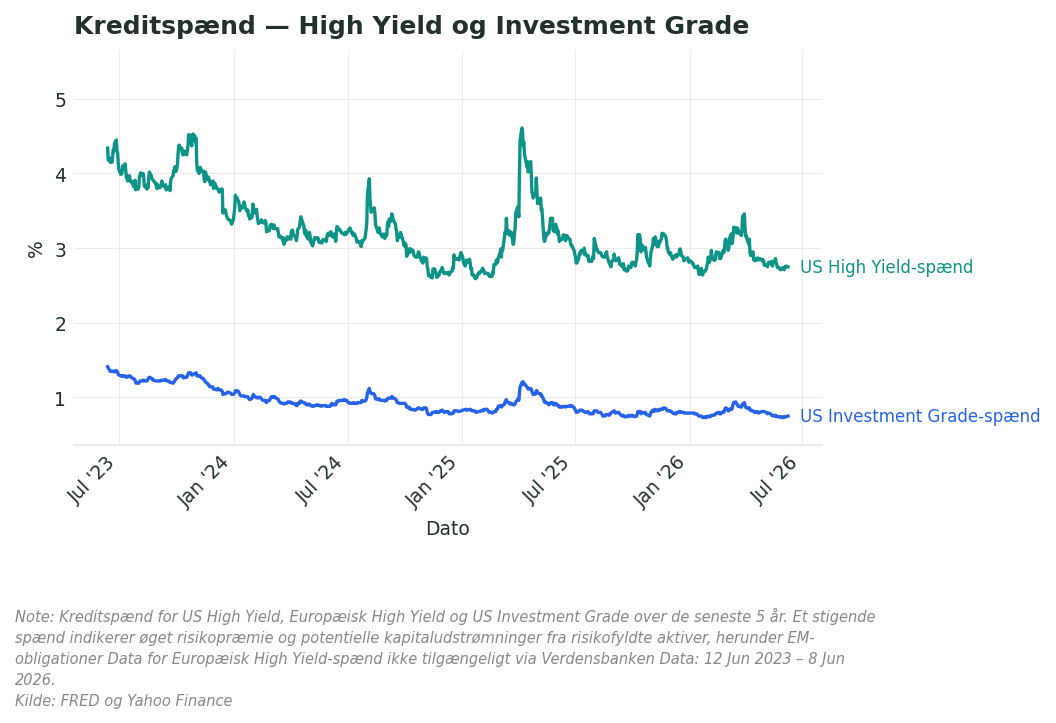 Kreditspænd — High Yield og Investment Grade
5
4
3
2
1
%
US High Yield-spænd
US Investment Grade-spænd
Jul '23
Jan '24
Jul '24
Jan '25
Jul '25
Jan '26
Jul '26
Dato
Note: Kreditspænd for US High Yield, Europæisk High Yield og US Investment Grade over de seneste 5 år. Et stigende
spænd indikerer øget risikopræmie og potentielle kapitaludstrømninger fra risikofyldte aktiver, herunder EM-
obligationer Data for Europæisk High Yield-spænd ikke tilgængeligt via Verdensbanken Data: 12 Jun 2023 – 8 Jun
2026.
Kilde: FRED og Yahoo Finance